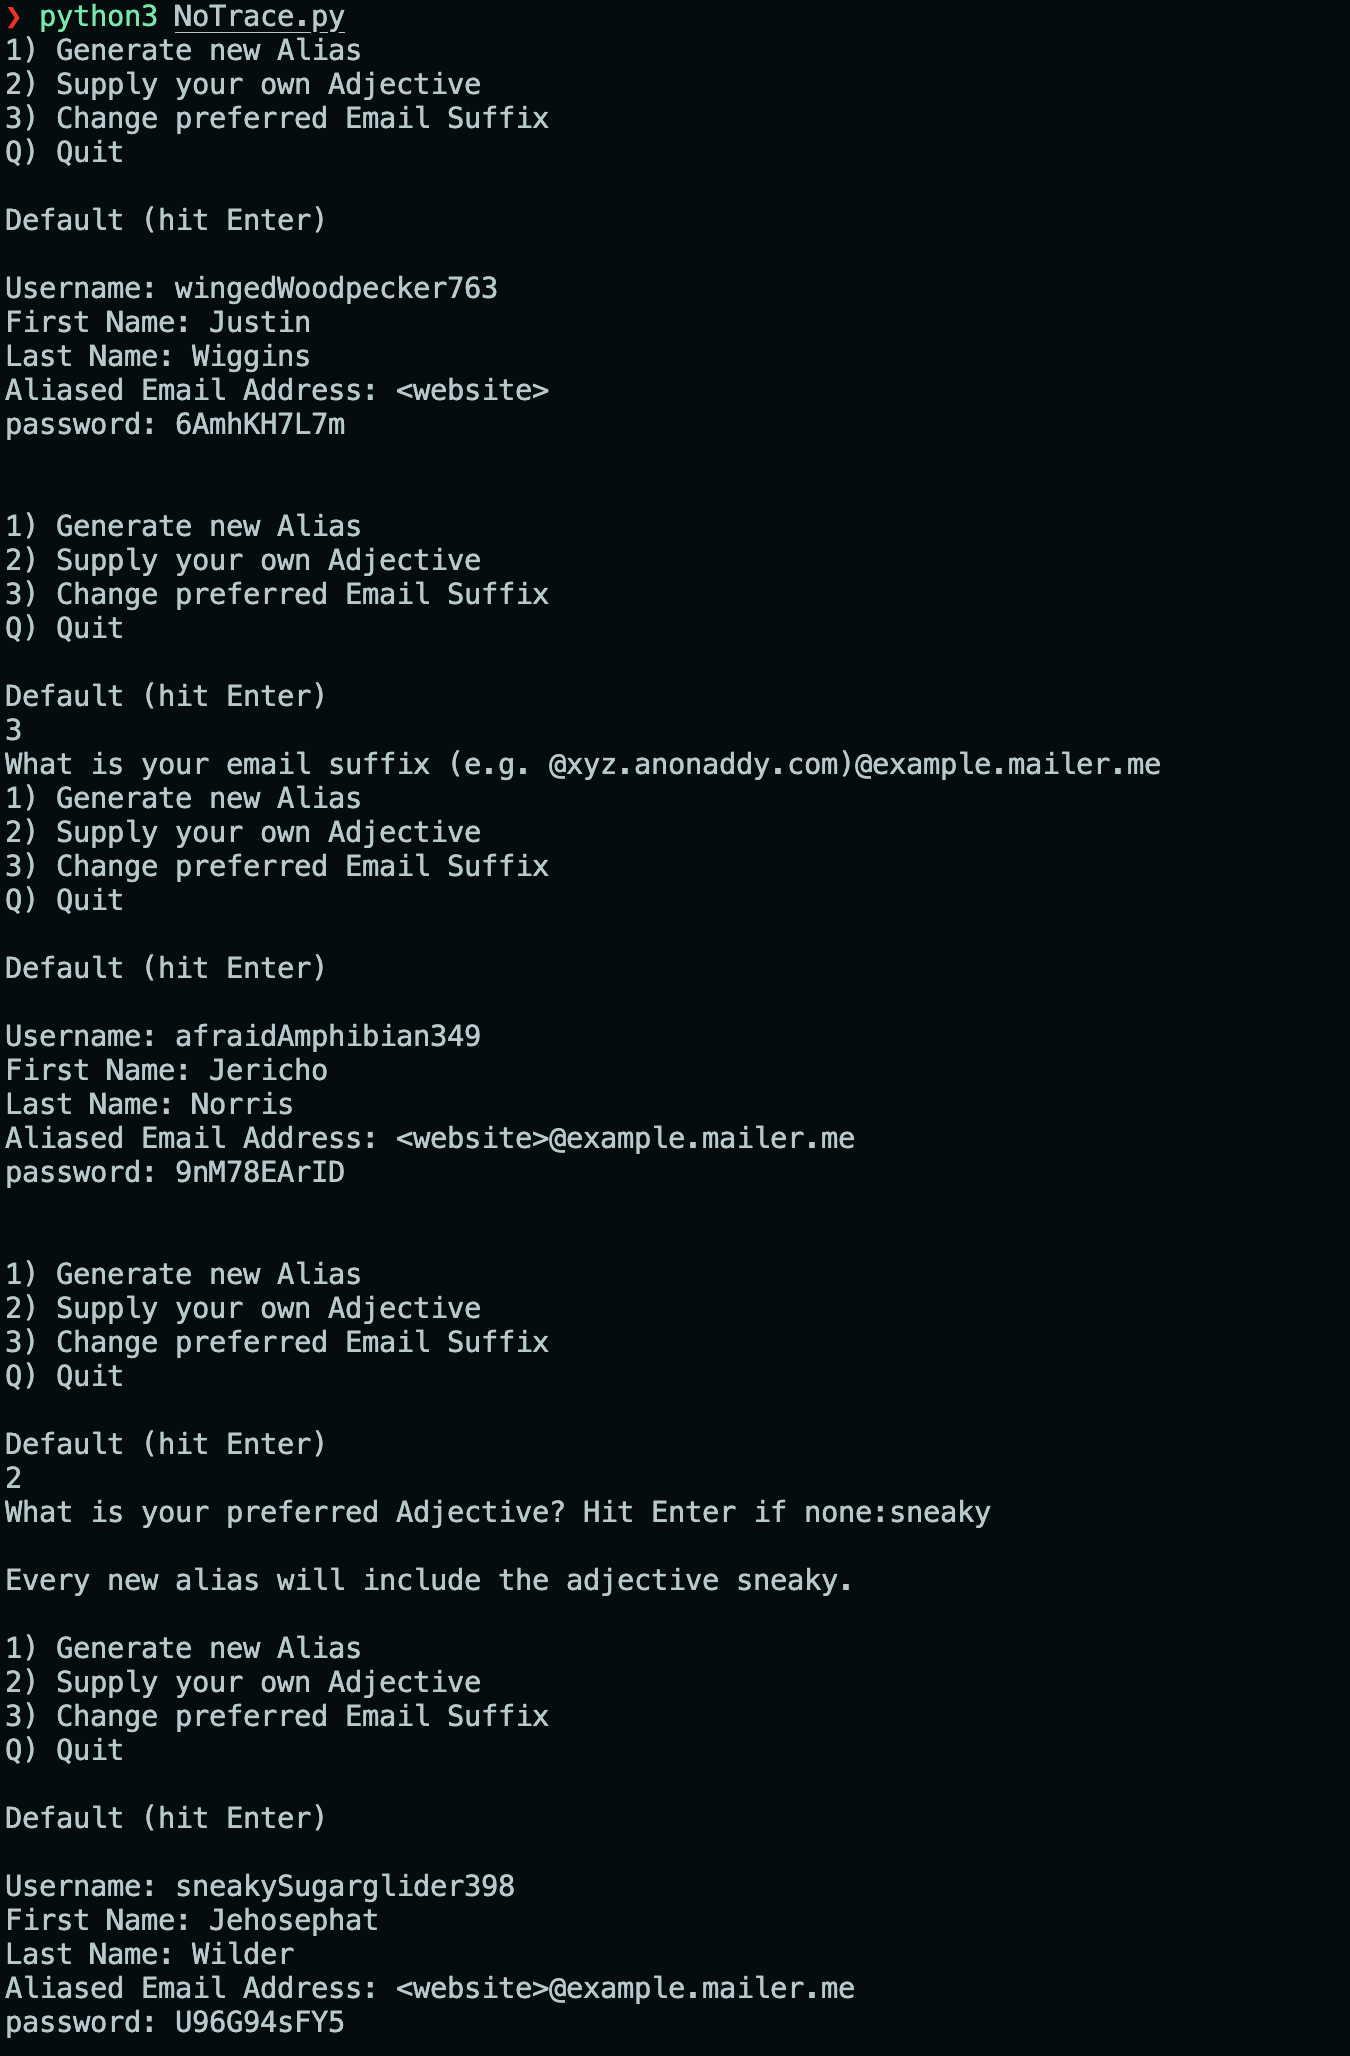 ❯ python3 NoTrace.py
1) Generate new Alias
2) Supply your own Adjective
3) Change preferred Email Suffix
Q) Quit
Default (hit Enter)
Username: wingedWoodpecker763
First Name: Justin
Last Name: Wiggins
Aliased Email Address: <website>
password: 6AmhKH7L7m
1) Generate new Alias
2) Supply your own Adjective
3) Change preferred Email Suffix
Q) Quit
Default (hit Enter)
3
What is your email suffix (e.g. @xyz.anonaddy.com)@example.mailer.me
1) Generate new Alias
2) Supply your own Adjective
3) Change preferred Email Suffix
Q) Quit
Default (hit Enter)
Username: afraidAmphibian349
First Name: Jericho
Last Name: Norris
Aliased Email Address: <website>@example.mailer.me
password: 9nM78EArID
1) Generate new Alias
2) Supply your own Adjective
3) Change preferred Email Suffix
Q) Quit
Default (hit Enter)
2
What is your preferred Adjective? Hit Enter if none:sneaky
Every new alias will include the adjective sneaky.
1) Generate new Alias
2) Supply your own Adjective
3) Change preferred Email Suffix
Q) Quit
Default (hit Enter)
Username: sneakySugarglider398
First Name: Jehosephat
Last Name: Wilder
Aliased Email Address: <website>@example.mailer.me
password: U96G94sFY5